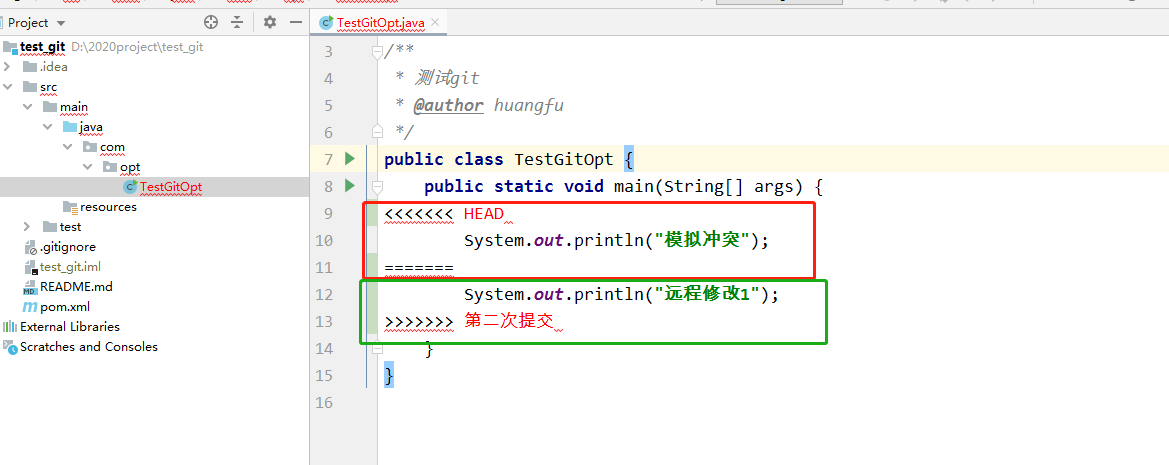 Project
TestGitOpt.java
test_git D:\2020project\test_git
.idea
src
main
java
com
opt
TestGitOpt
resources
test
.gitignore
test_git.iml
README.md
pom.xml
External Libraries
Scratches and Consoles
3 /**
4 * 测试git
5 * @author huangfu
6 */
7 public class TestGitOpt {
8 public static void main(String[] args) {
9 <<<<<<< HEAD
10 System.out.println("模拟冲突");
11 =======
12 System.out.println("远程修改1");
13 >>>>>>> 第二次提交
14 }
15 }
16